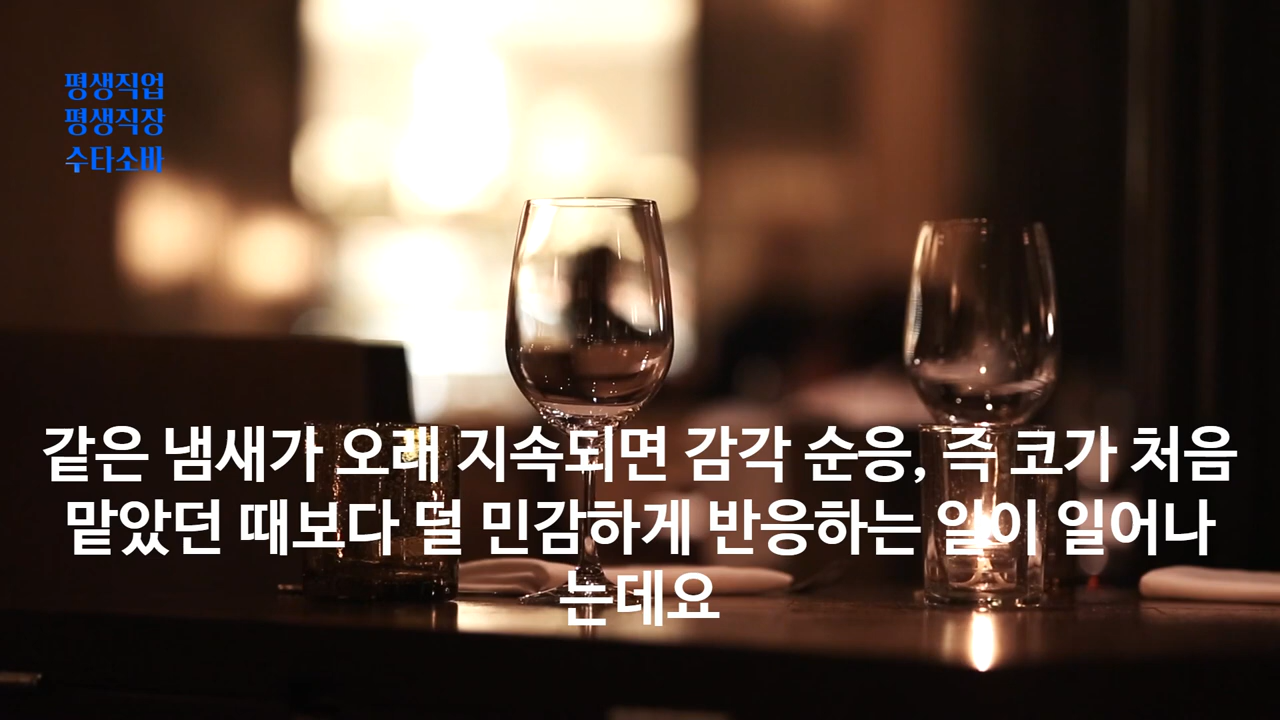 평생직업
평생직장
수타소바
같은 냄새가 오래 지속되면 감각 순응, 즉 코가 처음
맡았던 때보다 덜 민감하게 반응하는 일이 일어나
는데요